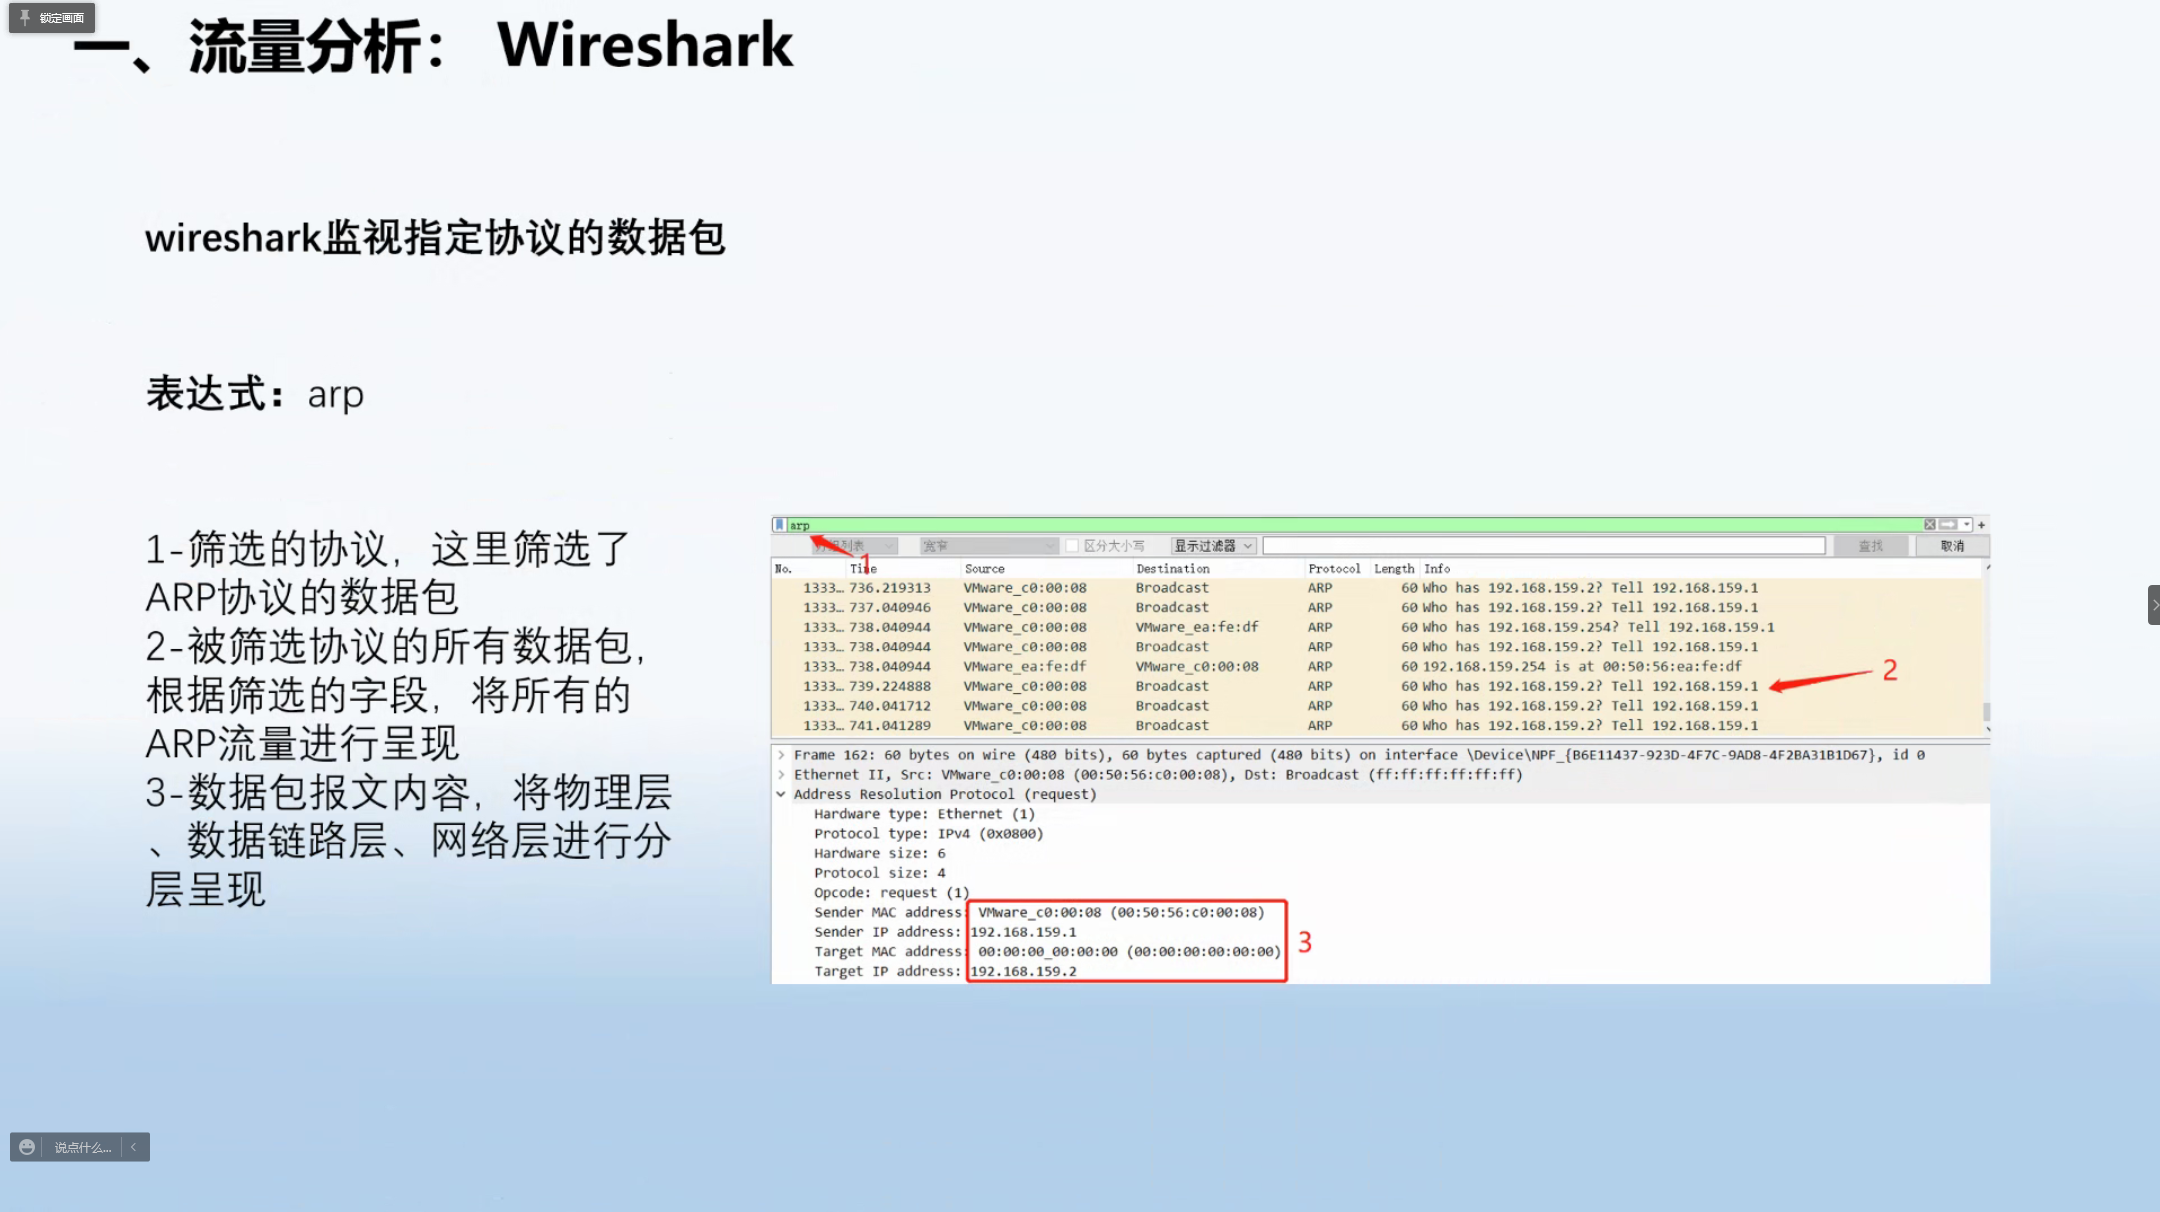 锁定画面
一、流量分析： Wireshark
wireshark监视指定协议的数据包
表达式：arp
1-筛选的协议，这里筛选了
ARP协议的数据包
2-被筛选协议的所有数据包，
根据筛选的字段，将所有的
ARP流量进行呈现
3-数据包报文内容，将物理层
、数据链路层、网络层进行分
层呈现
arp
1
宽窄 区分大小写 显示过滤器 查找 取消
No. Time Source Destination Protocol Length Info
1333… 736.219313 VMware_c0:00:08 Broadcast ARP 60 Who has 192.168.159.2? Tell 192.168.159.1
1333… 737.040946 VMware_c0:00:08 Broadcast ARP 60 Who has 192.168.159.2? Tell 192.168.159.1
1333… 738.040944 VMware_c0:00:08 VMware_ea:fe:df ARP 60 Who has 192.168.159.254? Tell 192.168.159.1
1333… 738.040944 VMware_c0:00:08 Broadcast ARP 60 Who has 192.168.159.2? Tell 192.168.159.1
1333… 738.040944 VMware_ea:fe:df VMware_c0:00:08 ARP 60 192.168.159.254 is at 00:50:56:ea:fe:df
1333… 739.224888 VMware_c0:00:08 Broadcast ARP 60 Who has 192.168.159.2? Tell 192.168.159.1
1333… 740.041712 VMware_c0:00:08 Broadcast ARP 60 Who has 192.168.159.2? Tell 192.168.159.1
1333… 741.041289 VMware_c0:00:08 Broadcast ARP 60 Who has 192.168.159.2? Tell 192.168.159.1
2
Frame 162: 60 bytes on wire (480 bits), 60 bytes captured (480 bits) on interface \Device\NPF_{B6E11437-923D-4F7C-9AD8-4F2BA31B1D67}, id 0
Ethernet II, Src: VMware_c0:00:08 (00:50:56:c0:00:08), Dst: Broadcast (ff:ff:ff:ff:ff:ff)
Address Resolution Protocol (request)
Hardware type: Ethernet (1)
Protocol type: IPv4 (0x0800)
Hardware size: 6
Protocol size: 4
Opcode: request (1)
Sender MAC address: VMware_c0:00:08 (00:50:56:c0:00:08)
Sender IP address: 192.168.159.1
Target MAC address: 00:00:00_00:00:00 (00:00:00:00:00:00)
Target IP address: 192.168.159.2
3
说点什么...